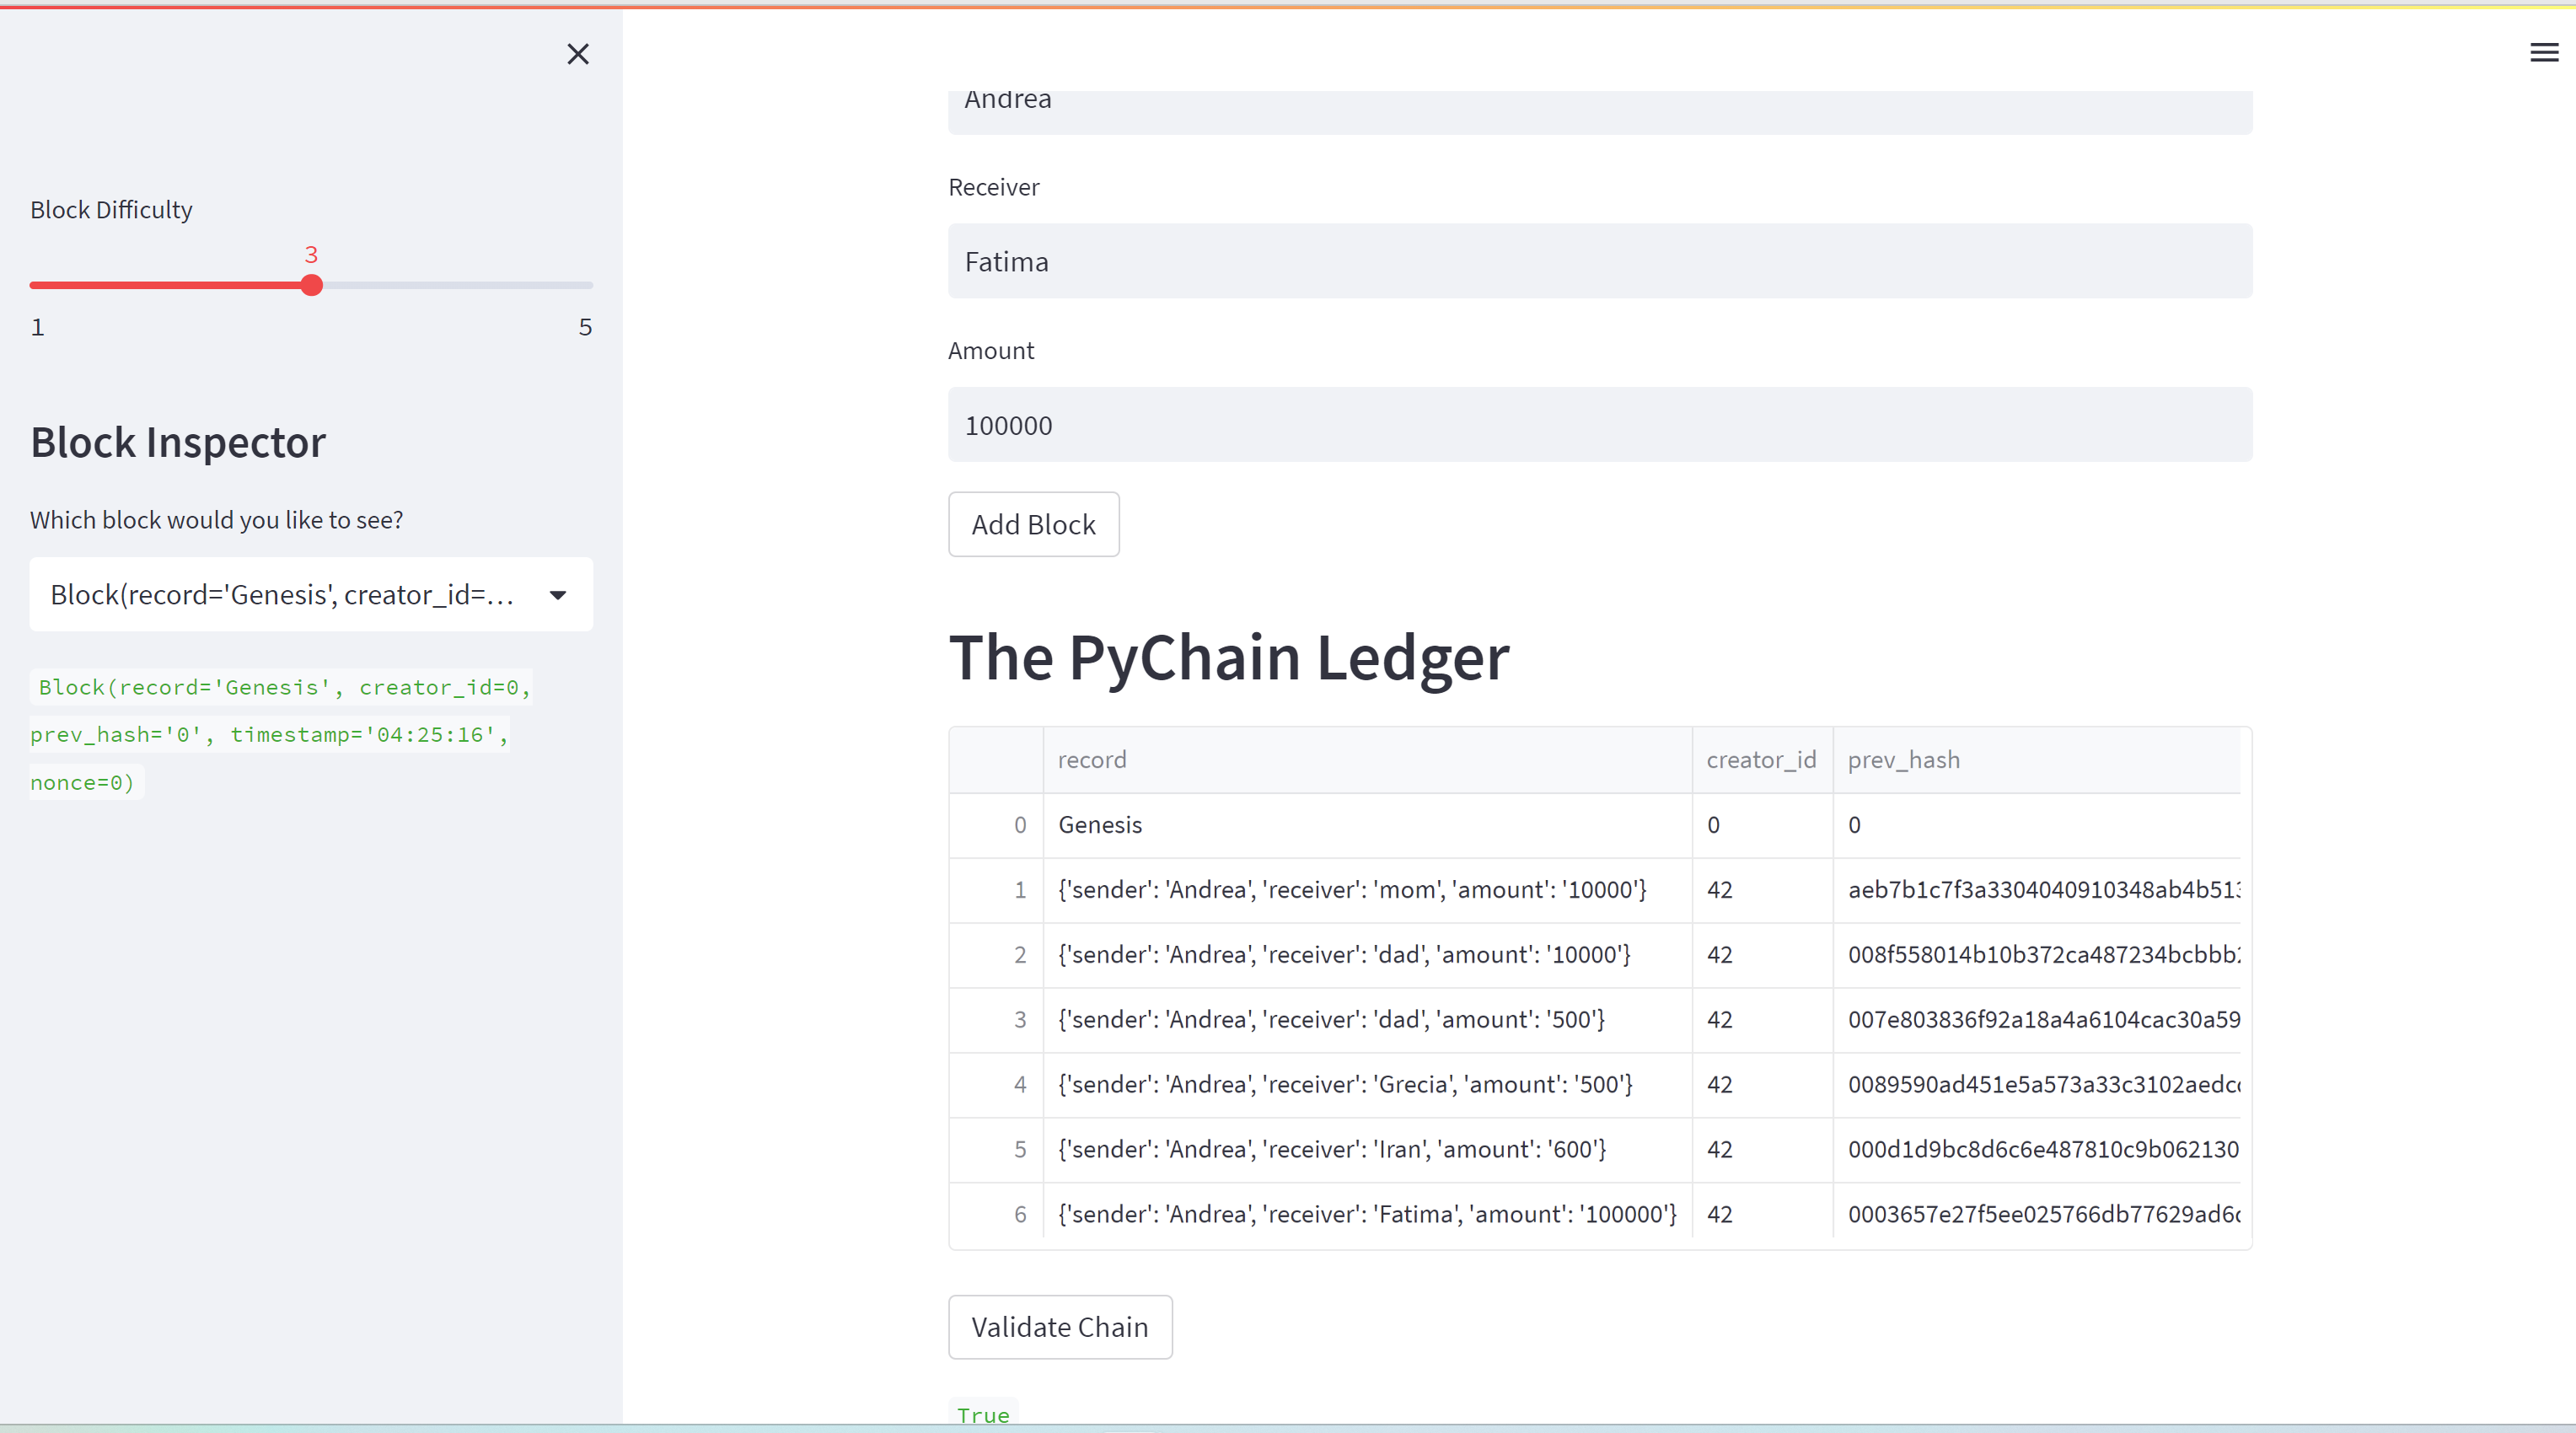 Block Difficulty
3
1 5
Block Inspector
Which block would you like to see?
Block(record='Genesis', creator_id=...
Block(record='Genesis', creator_id=0,
prev_hash='0', timestamp='04:25:16',
nonce=0)
Andrea
Receiver
Fatima
Amount
100000
Add Block
The PyChain Ledger
record creator_id prev_hash
0 Genesis 0 0
1 {'sender': 'Andrea', 'receiver': 'mom', 'amount': '10000'} 42 aeb7b1c7f3a3304040910348ab4b513
2 {'sender': 'Andrea', 'receiver': 'dad', 'amount': '10000'} 42 008f558014b10b372ca487234bcbbb
3 {'sender': 'Andrea', 'receiver': 'dad', 'amount': '500'} 42 007e803836f92a18a4a6104cac30a59
4 {'sender': 'Andrea', 'receiver': 'Grecia', 'amount': '500'} 42 0089590ad451e5a573a33c3102aedc
5 {'sender': 'Andrea', 'receiver': 'Iran', 'amount': '600'} 42 000d1d9bc8d6c6e487810c9b062130
6 {'sender': 'Andrea', 'receiver': 'Fatima', 'amount': '100000'} 42 0003657e27f5ee025766db77629ad6
Validate Chain
True